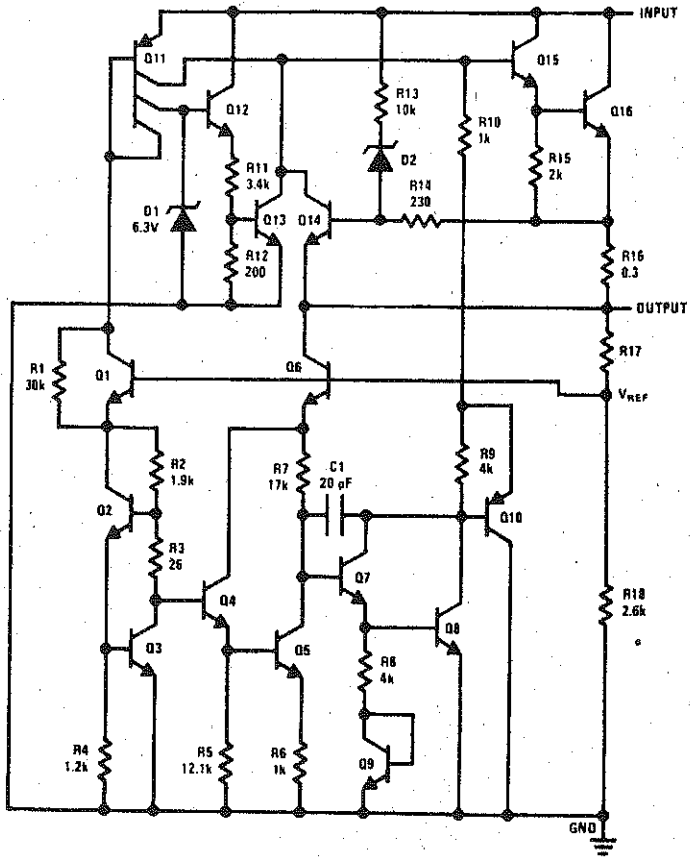 INPUT
Q11
Q15
Q12
R13
10k
R10
1k
Q16
D2
R11
3.4k
R14
230
R15
2k
D1
6.3V
Q13
Q14
R12
200
R16
0.3
OUTPUT
R1
30k
Q1
Q6
R17
VREF
R2
1.9k
R7
17k
C1
20 pF
R9
4k
Q2
Q10
R3
26
Q4
Q7
R18
2.6k
Q3
Q5
Q8
R8
4k
R4
1.2k
R5
12.1k
R6
1k
Q9
GND